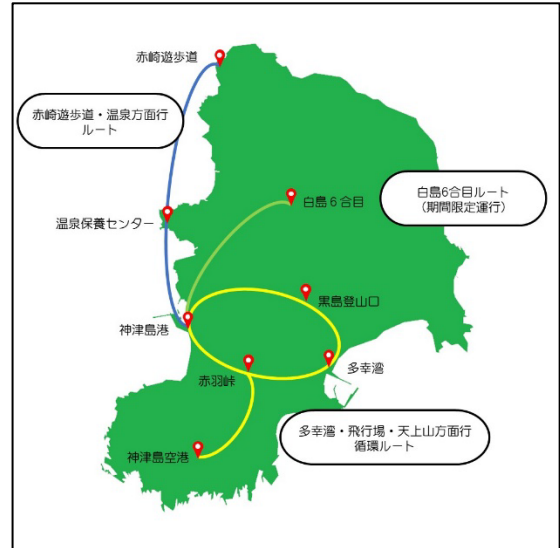 赤崎遊歩道
赤崎遊歩道・温泉方面行
ルート
白島６合目
白島6合目ルート
（期間限定運行）
温泉保養センター
黒島登山口
神津島港
多幸湾
赤羽峠
多幸湾・飛行場・天上山方面行
循環ルート
神津島空港